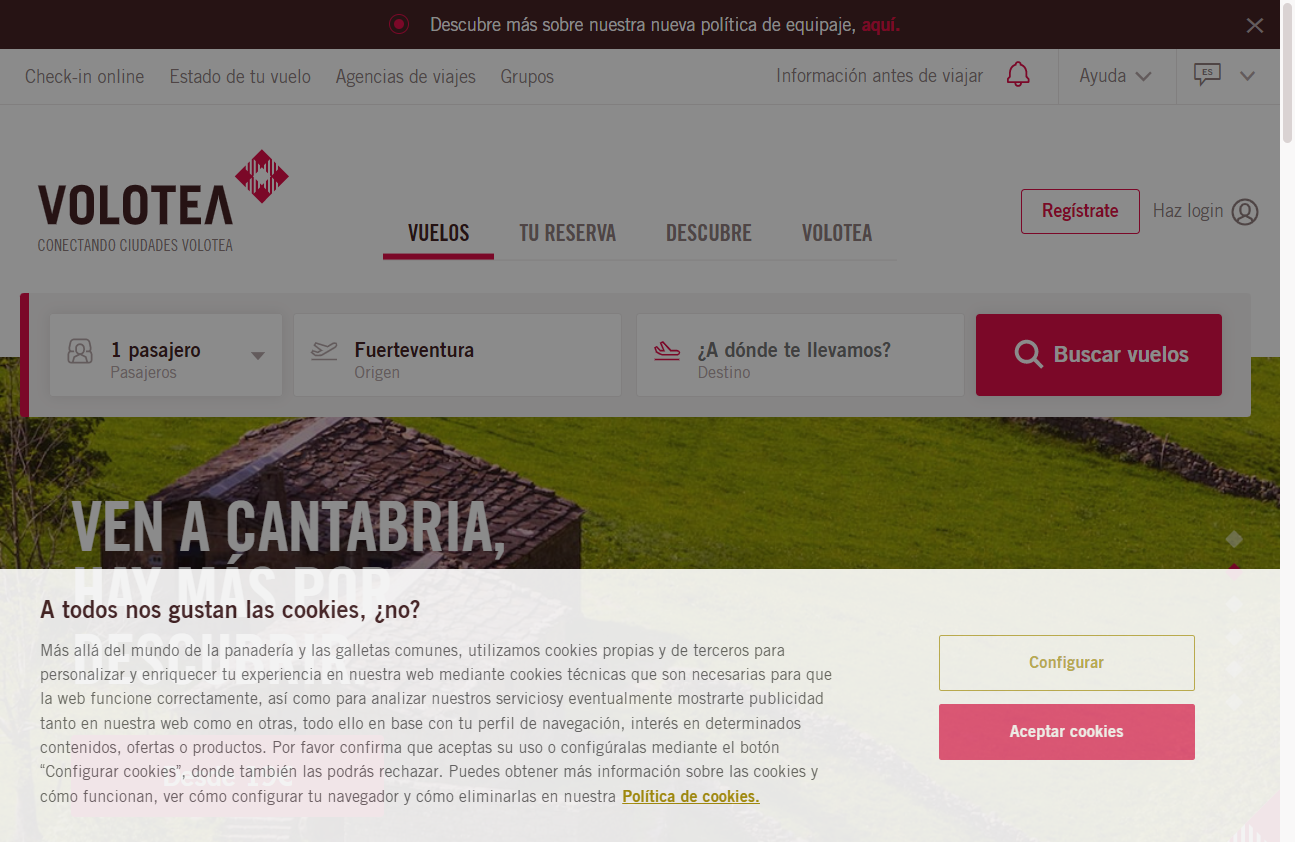 Descubre más sobre nuestra nueva política de equipaje, aquí.
Check-in online Estado de tu vuelo Agencias de viajes Grupos Información antes de viajar Ayuda ES
VOLOTEA
CONECTANDO CIUDADES VOLOTEA
VUELOS TU RESERVA DESCUBRE VOLOTEA
Regístrate Haz login
1 pasajero
Pasajeros
Fuerteventura
Origen
¿A dónde te llevamos?
Destino
Buscar vuelos
VEN A CANTABRIA,
HAY MÁS POR
DESCUBRIR
A todos nos gustan las cookies, ¿no?
Más allá del mundo de la panadería y las galletas comunes, utilizamos cookies propias y de terceros para
personalizar y enriquecer tu experiencia en nuestra web mediante cookies técnicas que son necesarias para que
la web funcione correctamente, así como para analizar nuestros serviciosy eventualmente mostrarte publicidad
tanto en nuestra web como en otras, todo ello en base con tu perfil de navegación, interés en determinados
contenidos, ofertas o productos. Por favor confirma que aceptas su uso o configúralas mediante el botón
“Configurar cookies”, donde también las podrás rechazar. Puedes obtener más información sobre las cookies y
cómo funcionan, ver cómo configurar tu navegador y cómo eliminarlas en nuestra Política de cookies.
Configurar
Aceptar cookies